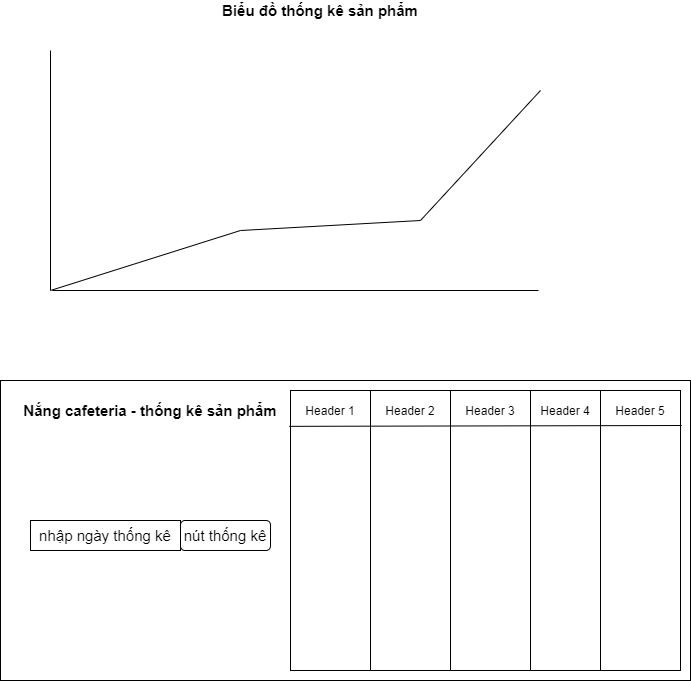 Biểu đồ thống kê sản phẩm
Nắng cafeteria - thống kê sản phẩm
Header 1 Header 2 Header 3 Header 4 Header 5
nhập ngày thống kê nút thống kê